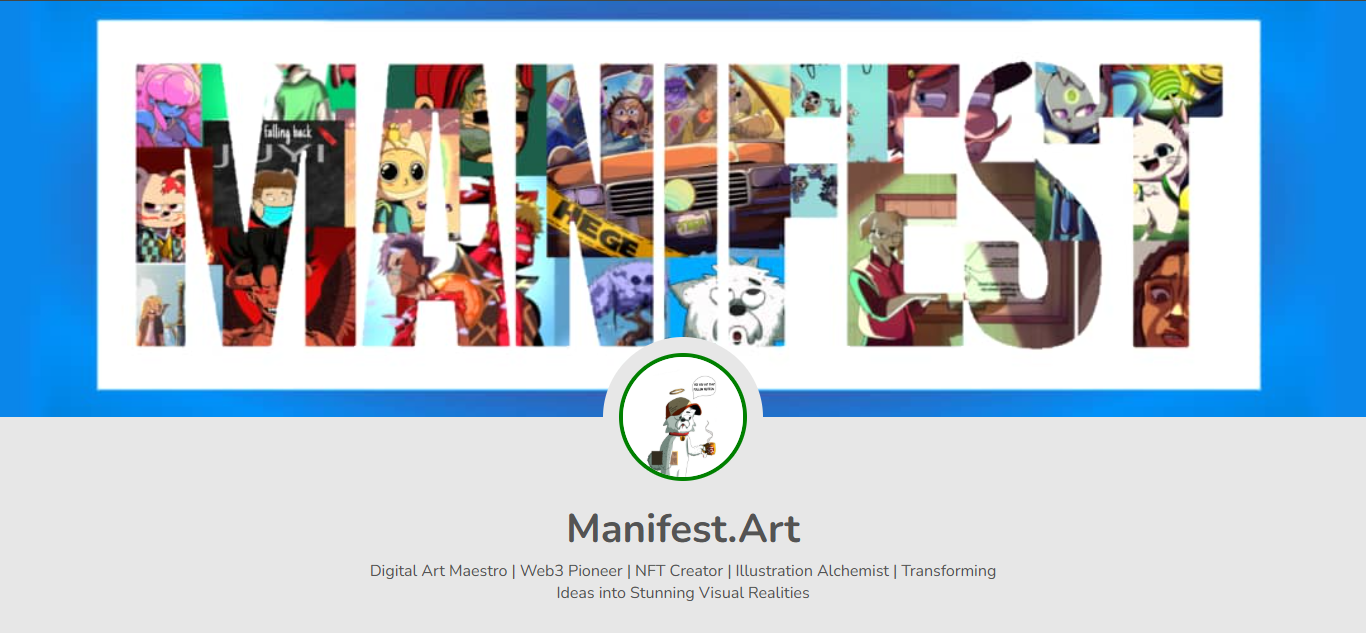 MANIFEST
falling back
JUYI
HEGE
Manifest.Art
Digital Art Maestro | Web3 Pioneer | NFT Creator | Illustration Alchemist | Transforming
Ideas into Stunning Visual Realities